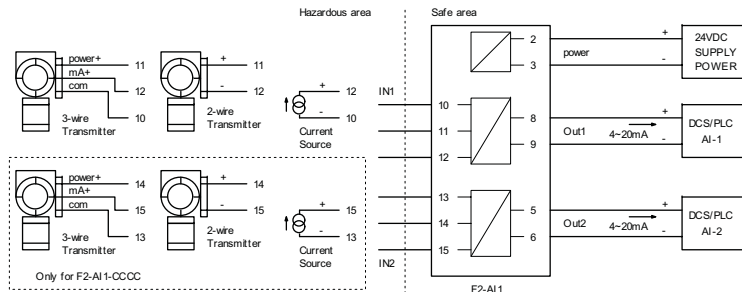 Hazardous area
Safe area
power+
11
mA+
12
com
10
3-wire
Transmitter
+
11
-
12
2-wire
Transmitter
+
12
-
10
Current
Source
IN1
10
11
12
2
3
power
+
-
24VDC
SUPPLY
POWER
8
9
Out1
+
4~20mA
-
DCS/PLC
AI-1
power+
14
mA+
15
com
13
3-wire
Transmitter
+
14
-
15
2-wire
Transmitter
+
15
-
13
Current
Source
Only for F2-AI1-CCCC
13
14
15
IN2
5
6
Out2
+
4~20mA
-
DCS/PLC
AI-2
F2-AI1